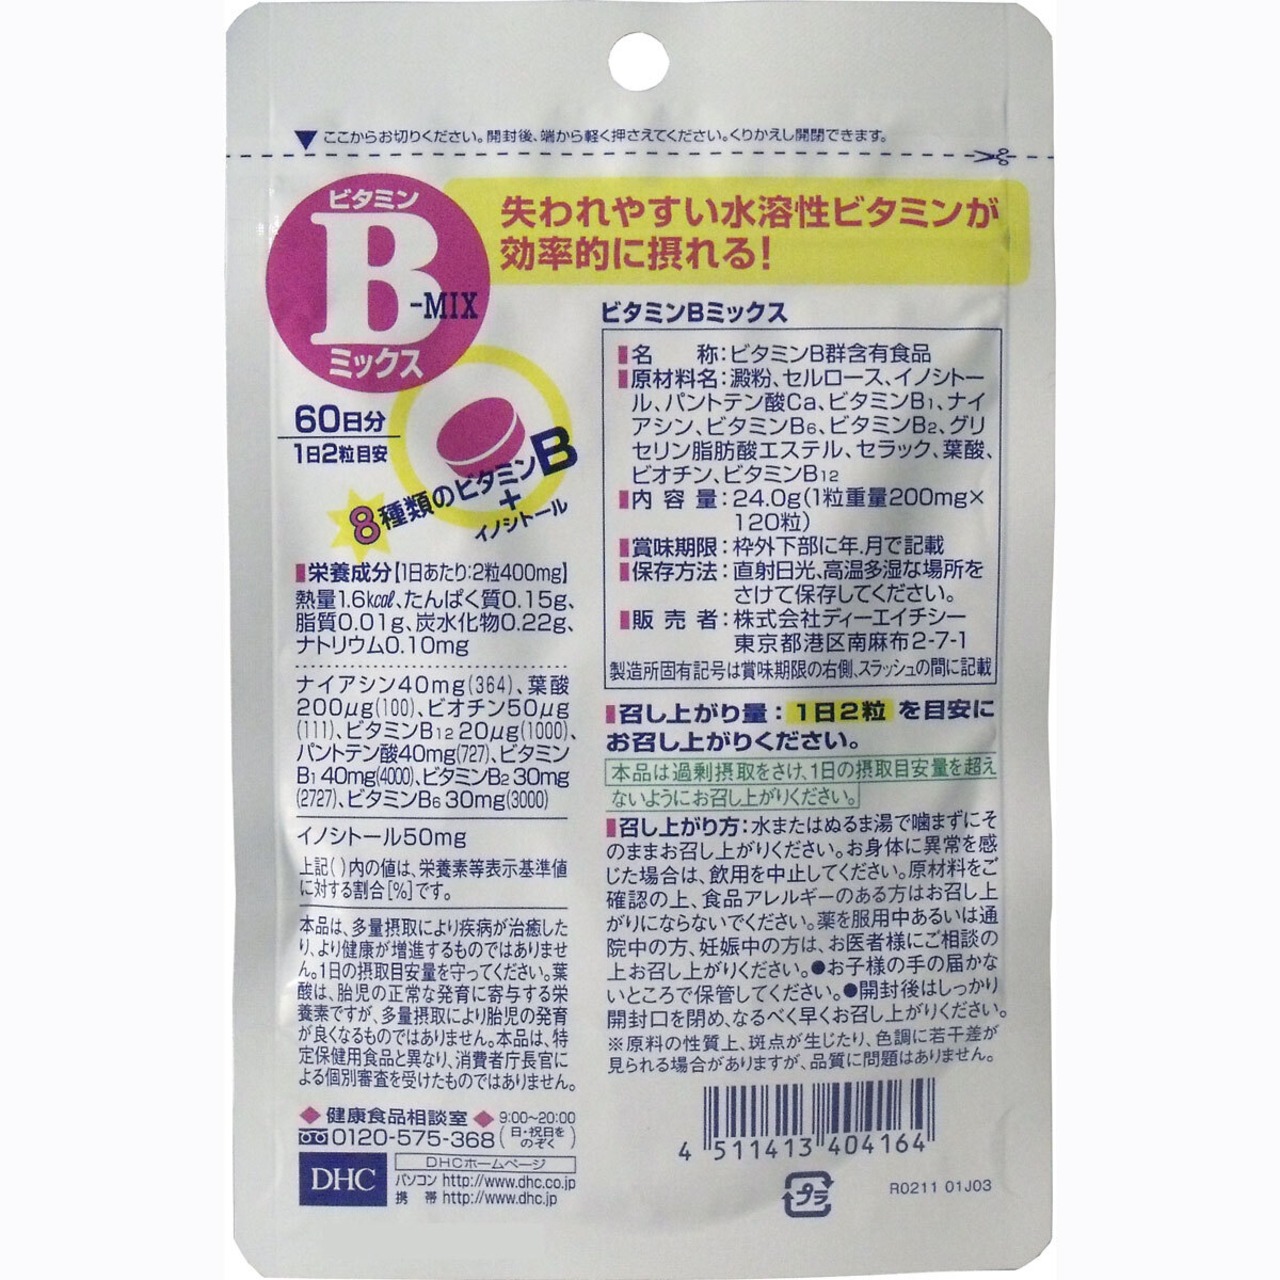 ▼ここからお切りください。開封後、端から軽く押さえてください。くりかえし開閉できます。
ビタミン
B
-MIX
ミックス
失われやすい水溶性ビタミンが
効率的に摂れる!
60日分
1日2粒目安
8種類のビタミンB
+
イノシトール
■栄養成分【1日あたり:2粒400mg】
熱量1.6kcal、たんぱく質0.15g、
脂質0.01g、炭水化物0.22g、
ナトリウム0.10mg
ナイアシン40mg(364)、葉酸
200μg(100)、ビオチン50μg
(111)、ビタミンB12 20μg(1000)、
パントテン酸40mg(727)、ビタミン
B1 40mg(4000)、ビタミンB2 30mg
(2727)、ビタミンB6 30mg(3000)
イノシトール50mg
上記( )内の値は、栄養素等表示基準値
に対する割合[%]です。
本品は、多量摂取により疾病が治癒した
り、より健康が増進するものではありませ
ん。1日の摂取目安量を守ってください。葉
酸は、胎児の正常な発育に寄与する栄
養素ですが、多量摂取により胎児の発育
が良くなるものではありません。本品は、特
定保健用食品と異なり、消費者庁長官に
よる個別審査を受けたものではありません。
◆健康食品相談室◆ 9:00~20:00
0120-575-368 (日・祝日をのぞく)
DHC
DHCホームページ
パソコン http://www.dhc.co.jp
携 帯 http://www.dhc.jp
ビタミンBミックス
■名 称:ビタミンB群含有食品
■原材料名:澱粉、セルロース、イノシトー
ル、パントテン酸Ca、ビタミンB1、ナイ
アシン、ビタミンB6、ビタミンB2、グリ
セリン脂肪酸エステル、セラック、葉酸、
ビオチン、ビタミンB12
■内 容 量:24.0g(1粒重量200mg×
120粒)
■賞味期限:枠外下部に年.月で記載
■保存方法:直射日光、高温多湿な場所を
さけて保存してください。
■販 売 者:株式会社ディーエイチシー
東京都港区南麻布2-7-1
製造所固有記号は賞味期限の右側、スラッシュの間に記載
■召し上がり量:1日2粒 を目安に
お召し上がりください。
本品は過剰摂取をさけ、1日の摂取目安量を超え
ないようにお召し上がりください。
■召し上がり方:水またはぬるま湯で噛まずにそ
のままお召し上がりください。お身体に異常を感
じた場合は、飲用を中止してください。原材料をご
確認の上、食品アレルギーのある方はお召し上
がりにならないでください。薬を服用中あるいは通
院中の方、妊娠中の方は、お医者様にご相談の
上お召し上がりください。●お子様の手の届かな
いところで保管してください。●開封後はしっかり
開封口を閉め、なるべく早くお召し上がりください。
※原料の性質上、斑点が生じたり、色調に若干差が
見られる場合がありますが、品質に問題はありません。
4 511413 404164
プラ
R0211 01J03